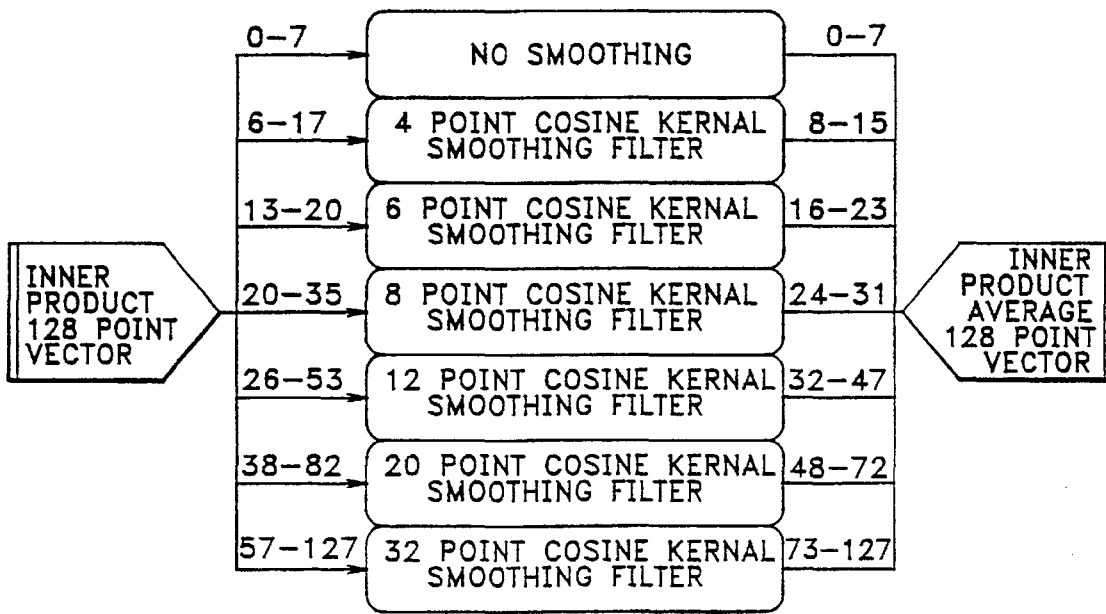 0-7
NO SMOOTHING
0-7
6-17
4 POINT COSINE KERNAL
SMOOTHING FILTER
8-15
13-20
6 POINT COSINE KERNAL
SMOOTHING FILTER
16-23
INNER
PRODUCT
128 POINT
VECTOR
20-35
8 POINT COSINE KERNAL
SMOOTHING FILTER
24-31
INNER
PRODUCT
AVERAGE
128 POINT
VECTOR
26-53
12 POINT COSINE KERNAL
SMOOTHING FILTER
32-47
38-82
20 POINT COSINE KERNAL
SMOOTHING FILTER
48-72
57-127
32 POINT COSINE KERNAL
SMOOTHING FILTER
73-127